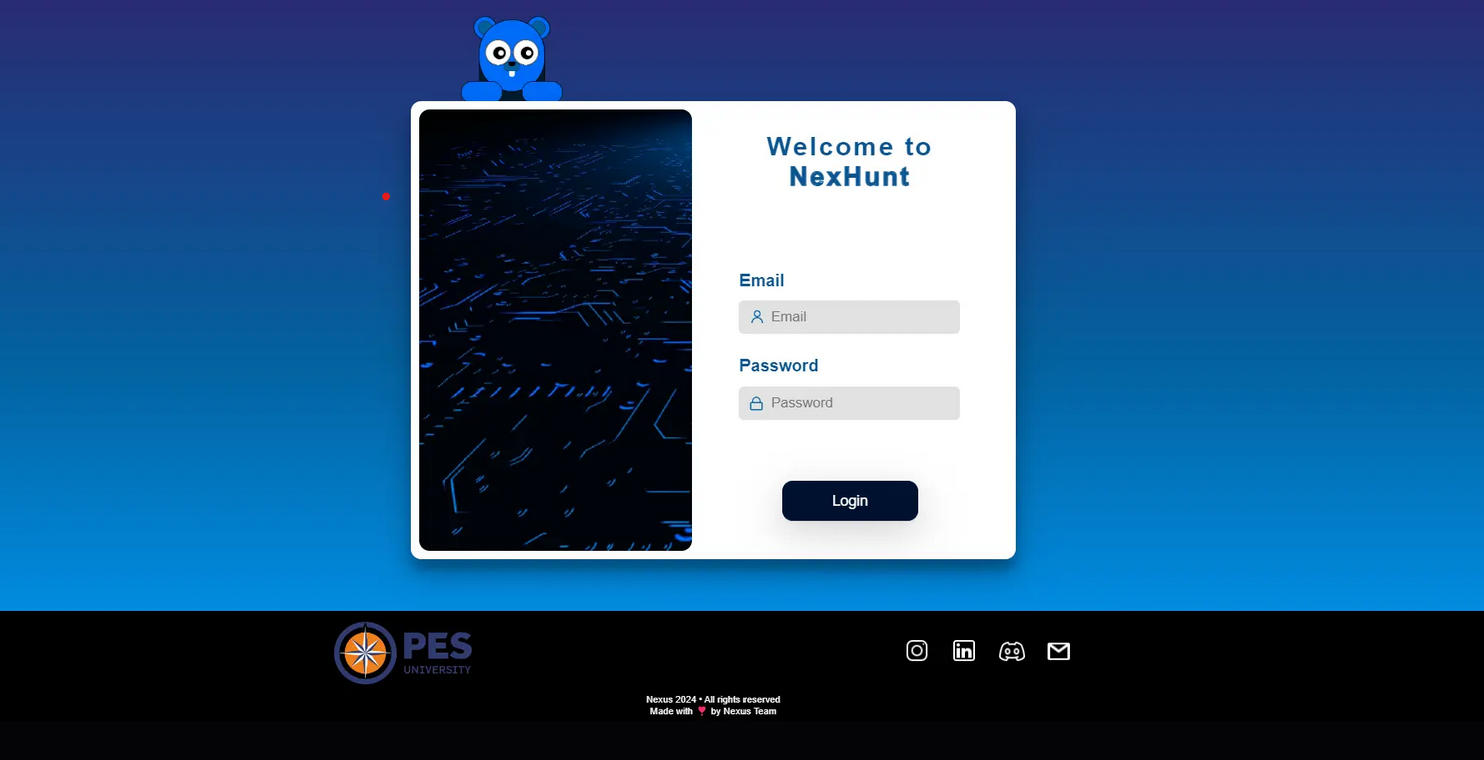 Welcome to
NexHunt
Email
Email
Password
Password
Login
PES
UNIVERSITY
Nexus 2024 • All rights reserved
Made with ❤ by Nexus Team